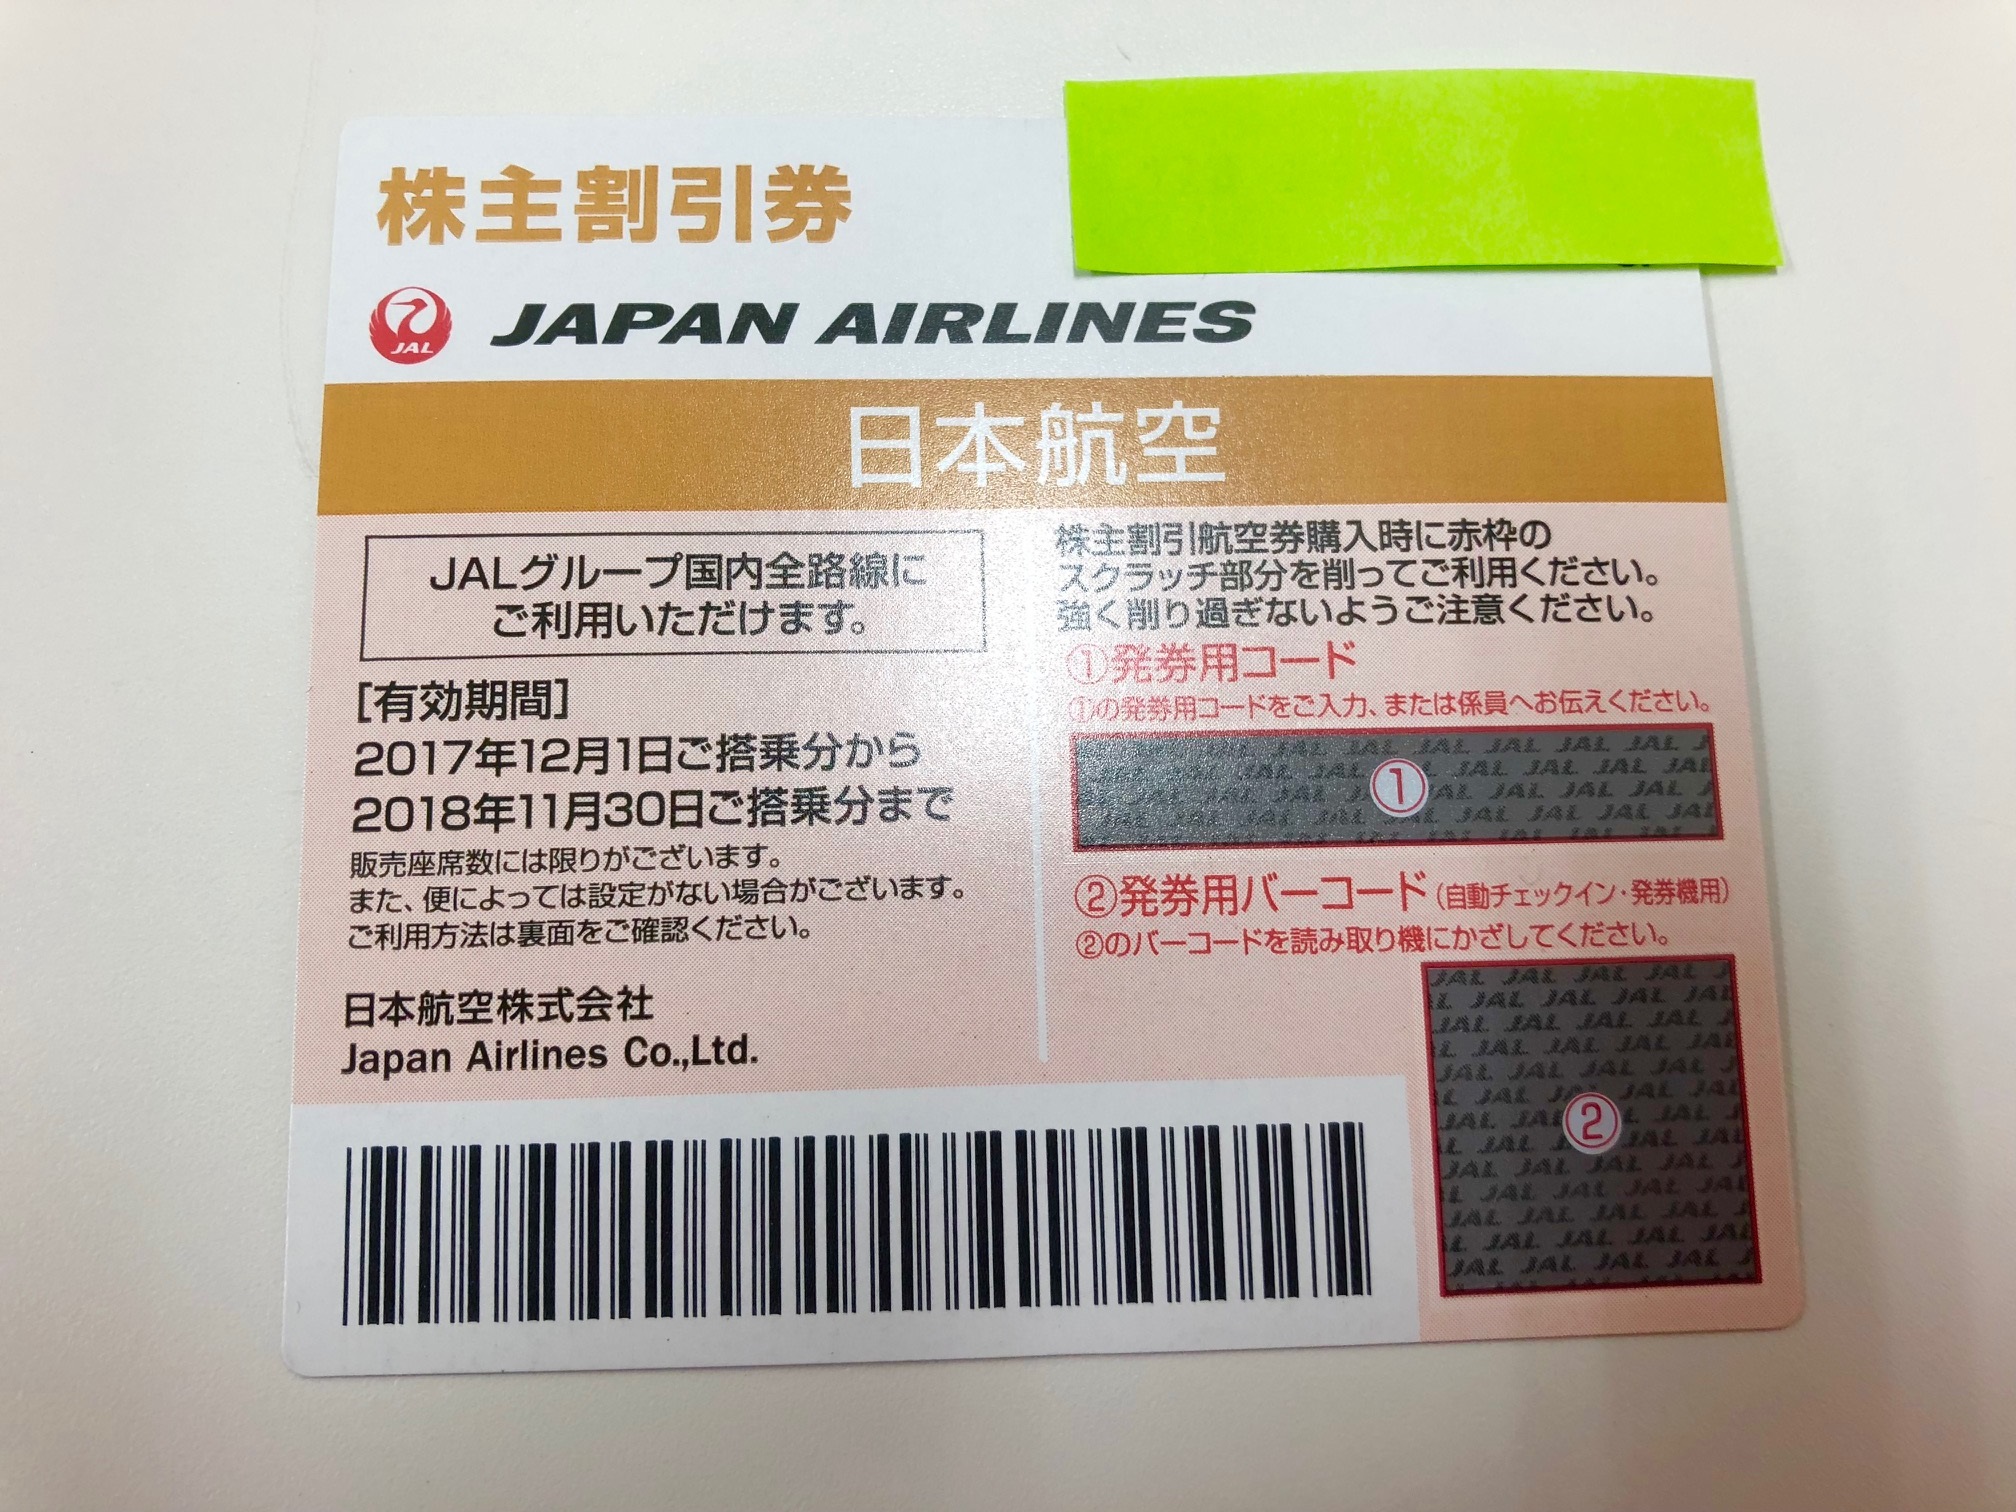 株主割引券
JAL
JAPAN AIRLINES
日本航空
JALグループ国内全路線に
ご利用いただけます。
[有効期間]
2017年12月1日ご搭乗分から
2018年11月30日ご搭乗分まで
販売座席数には限りがございます。
また、便によっては設定がない場合がございます。
ご利用方法は裏面をご確認ください。
日本航空株式会社
Japan Airlines Co.,Ltd.
株主割引航空券購入時に赤枠の
スクラッチ部分を削ってご利用ください。
強く削り過ぎないようご注意ください。
①発券用コード
①の発券用コードをご入力、または係員へお伝えください。
①
②発券用バーコード(自動チェックイン・発券機用)
②のバーコードを読み取り機にかざしてください。
②